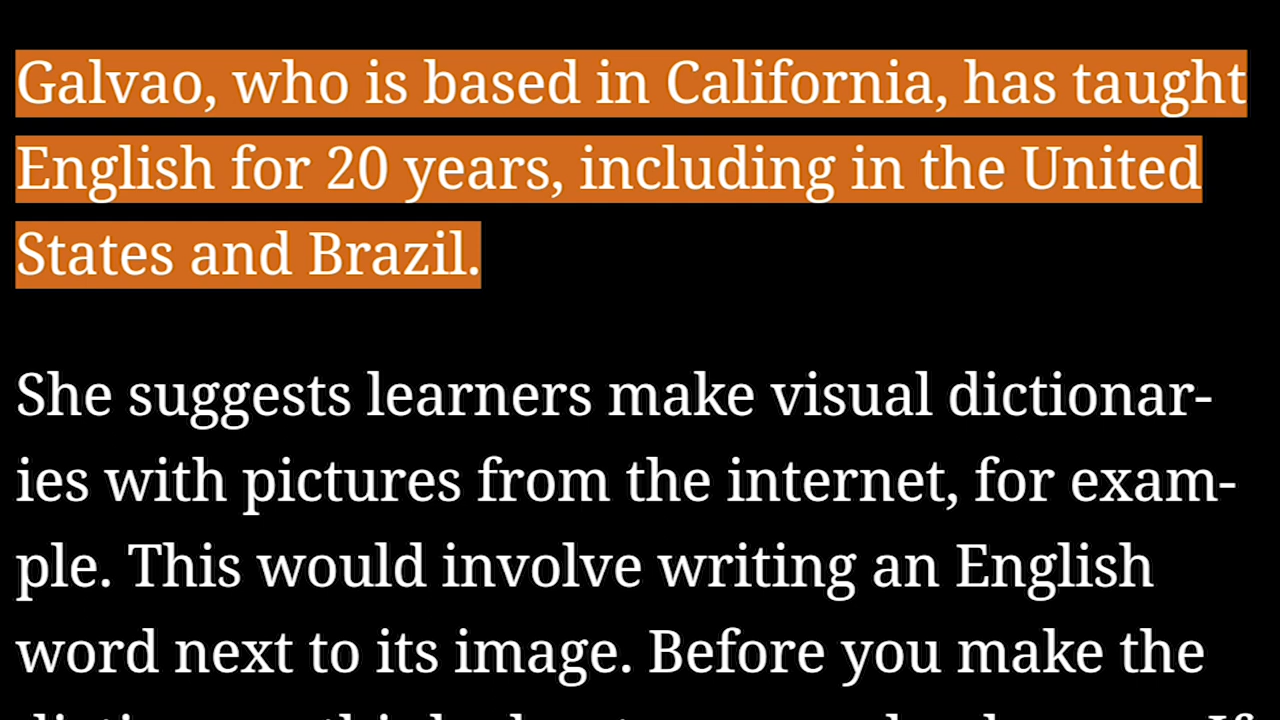 Galvao, who is based in California, has taught
English for 20 years, including in the United
States and Brazil.
She suggests learners make visual dictionar-
ies with pictures from the internet, for exam-
ple. This would involve writing an English
word next to its image. Before you make the